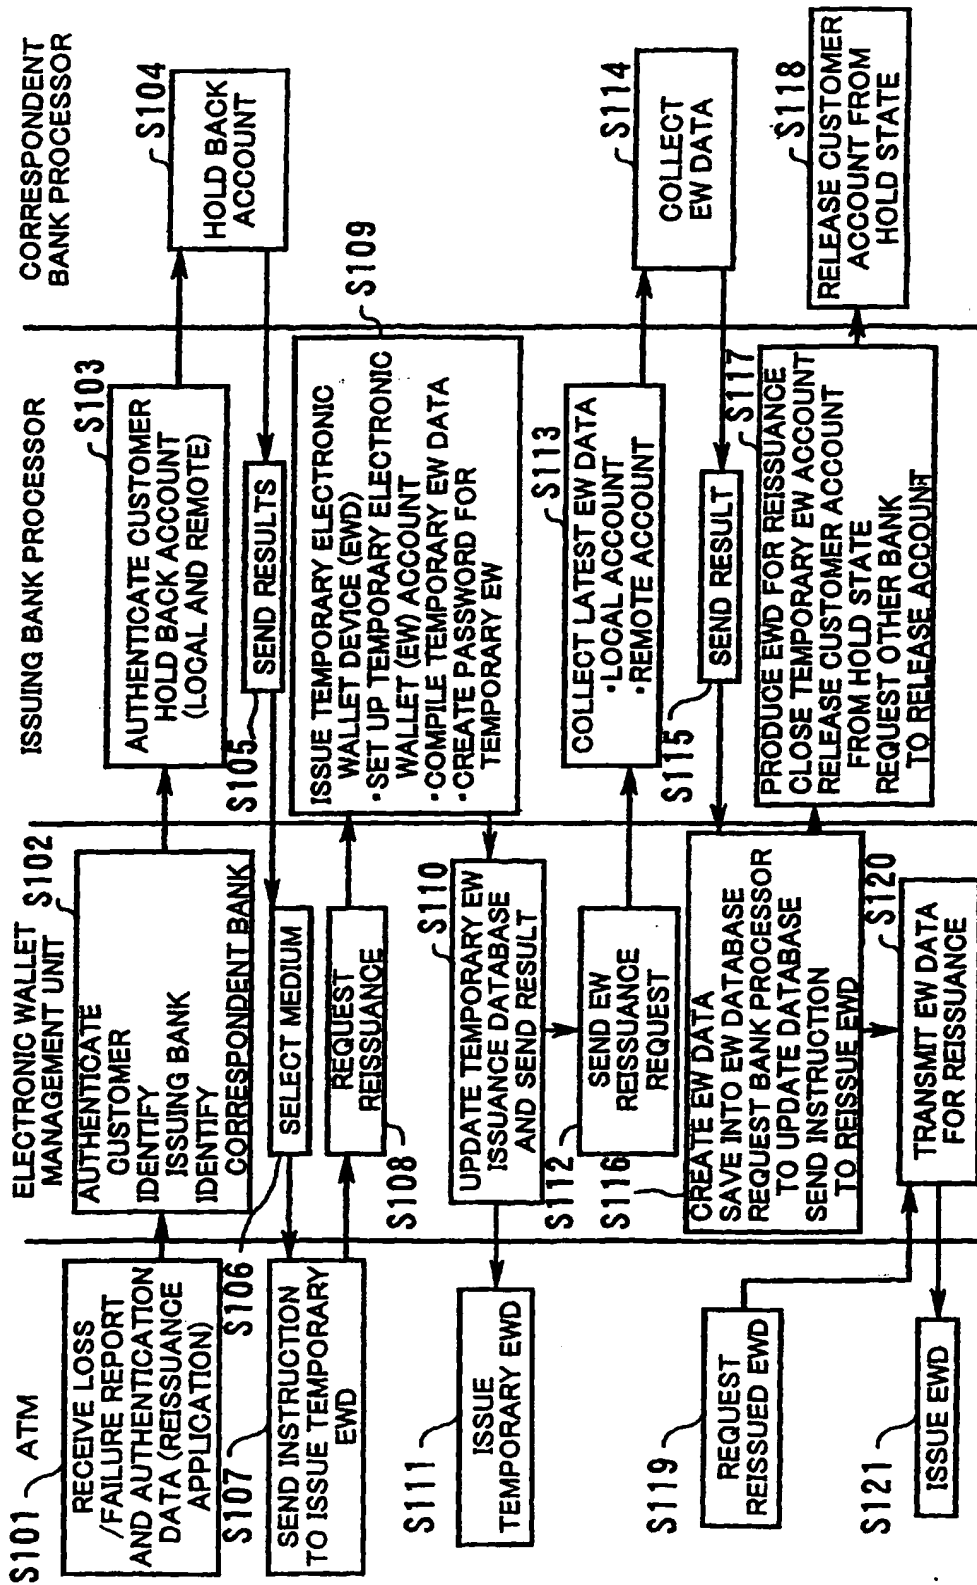 ATM
ELECTRONIC WALLET
MANAGEMENT UNIT
ISSUING BANK PROCESSOR
CORRESPONDENT
BANK PROCESSOR
S101
RECEIVE LOSS
/FAILURE REPORT
AND AUTHENTICATION
DATA (REISSUANCE
APPLICATION)
S102
AUTHENTICATE
CUSTOMER
IDENTIFY
ISSUING BANK
IDENTIFY
CORRESPONDENT BANK
S103
AUTHENTICATE CUSTOMER
HOLD BACK ACCOUNT
(LOCAL AND REMOTE)
S104
HOLD BACK
ACCOUNT
S105
SEND RESULTS
S106
SELECT MEDIUM
S107
SEND INSTRUCTION
TO ISSUE TEMPORARY
EWD
S108
REQUEST
REISSUANCE
S109
ISSUE TEMPORARY ELECTRONIC
WALLET DEVICE (EWD)
•SET UP TEMPORARY ELECTRONIC
WALLET (EW) ACCOUNT
•COMPILE TEMPORARY EW DATA
•CREATE PASSWORD FOR
TEMPORARY EW
S110
UPDATE TEMPORARY EW
ISSUANCE DATABASE
AND SEND RESULT
S111
ISSUE
TEMPORARY EWD
S112
SEND EW
REISSUANCE
REQUEST
S113
COLLECT LATEST EW DATA
•LOCAL ACCOUNT
•REMOTE ACCOUNT
S114
COLLECT
EW DATA
S115
SEND RESULT
S116
CREATE EW DATA
SAVE INTO EW DATABASE
REQUEST BANK PROCESSOR
TO UPDATE DATABASE
SEND INSTRUCTION
TO REISSUE EWD
S117
PRODUCE EWD FOR REISSUANCE
CLOSE TEMPORARY EW ACCOUNT
RELEASE CUSTOMER ACCOUNT
FROM HOLD STATE
REQUEST OTHER BANK
TO RELEASE ACCOUNT
S118
RELEASE CUSTOMER
ACCOUNT FROM
HOLD STATE
S119
REQUEST
REISSUED EWD
S120
TRANSMIT EW DATA
FOR REISSUANCE
S121
ISSUE EWD